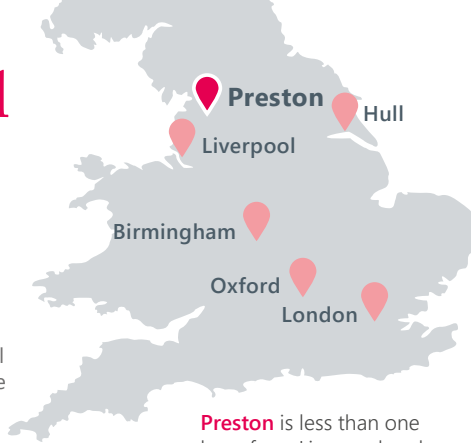 Preston
Hull
Liverpool
Birmingham
Oxford
London
Preston is less than one